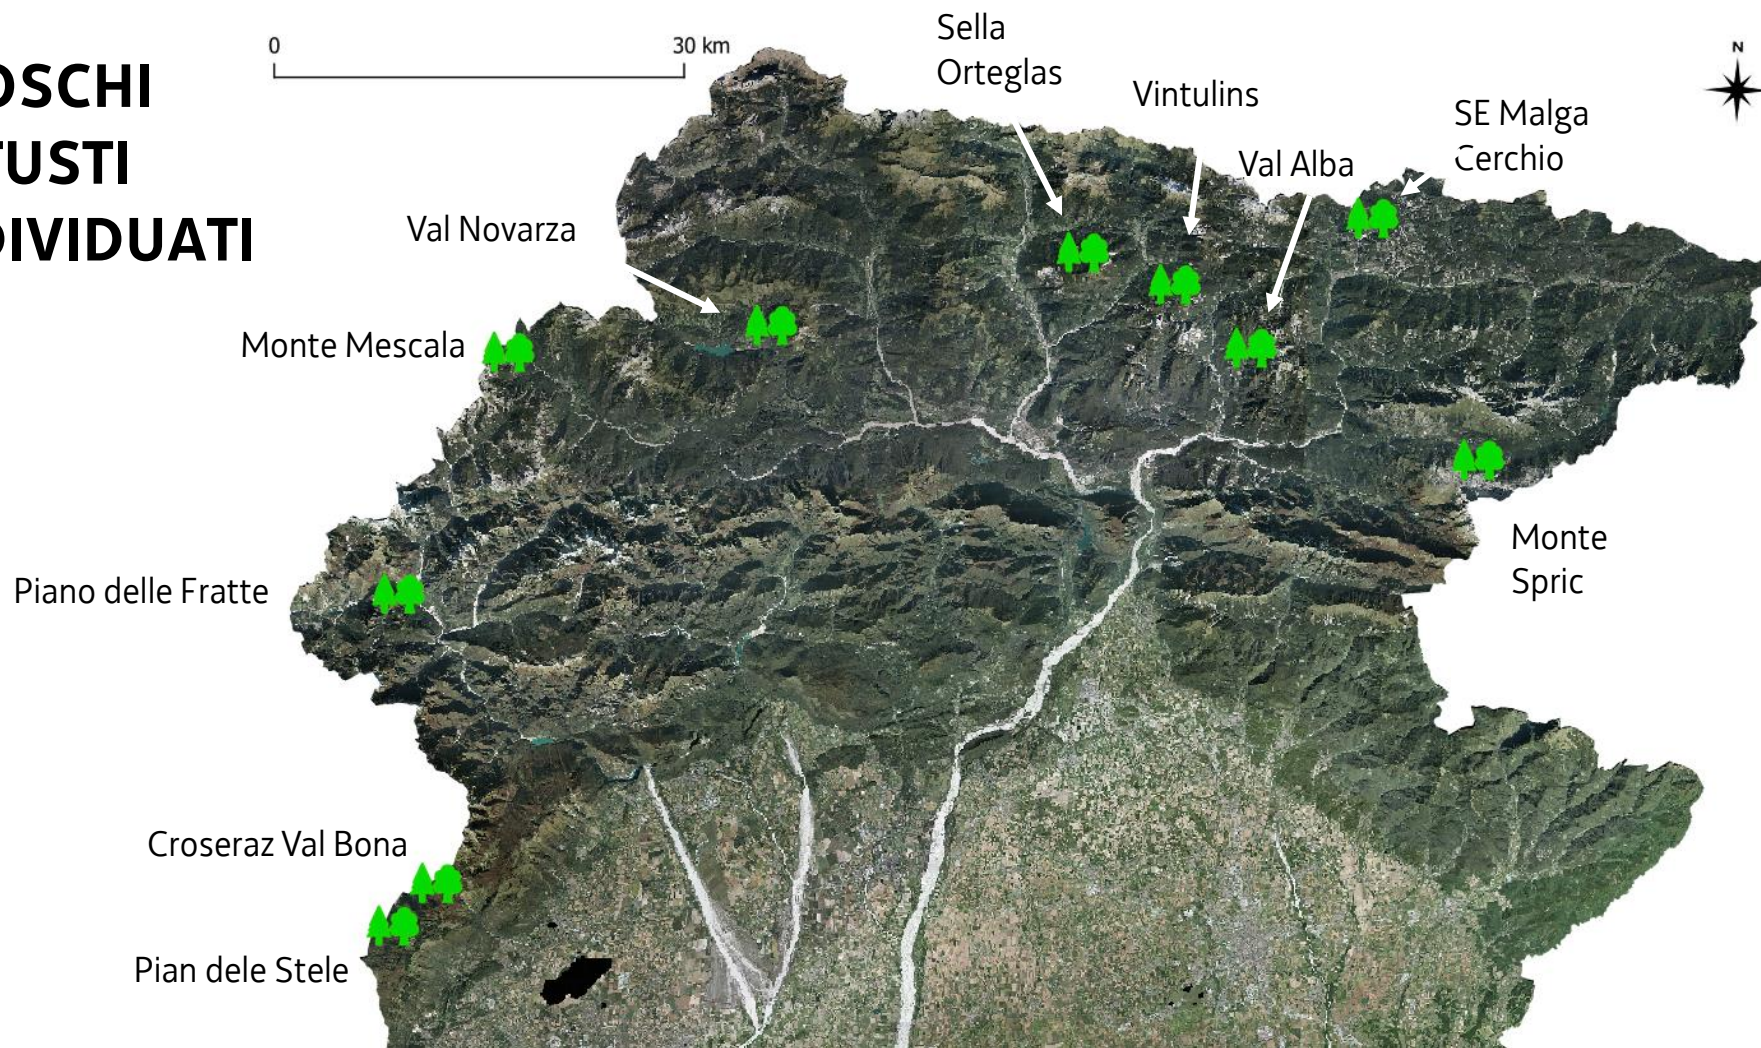 OSCHI
TUSTI
DIVIDUATI
0
30 km
N
Sella
Orteglas
Vintulins
SE Malga
Cerchio
Val Alba
Val Novarza
Monte Mescala
Monte
Spric
Piano delle Fratte
Croseraz Val Bona
Pian dele Stele